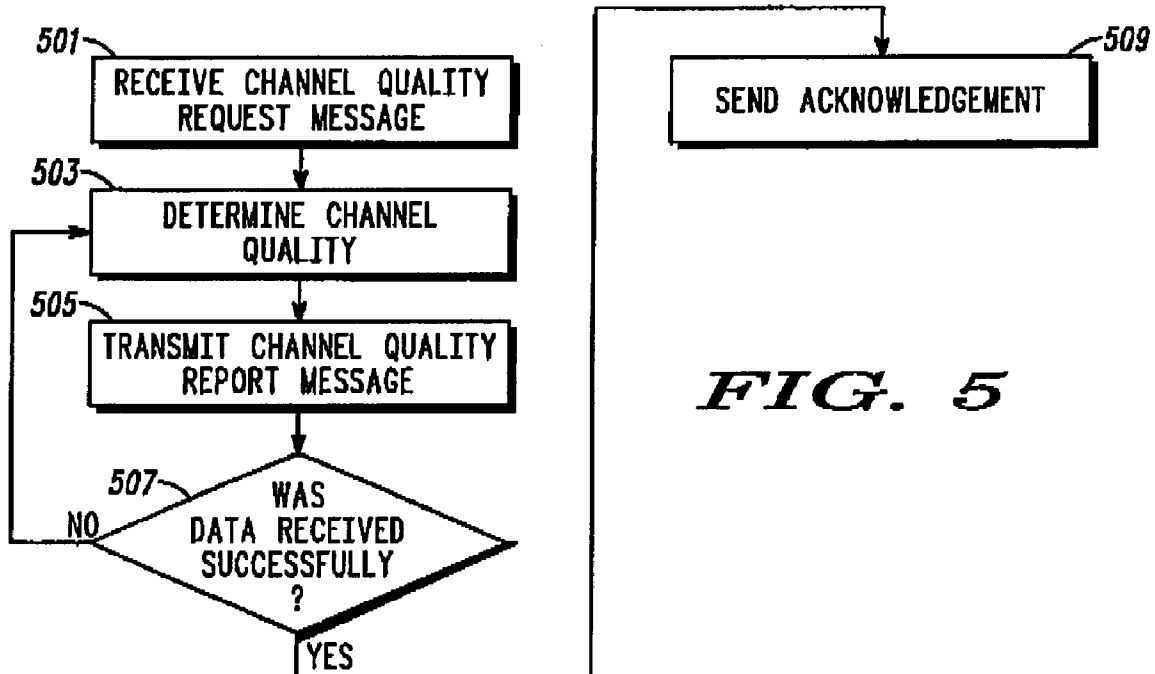 501
RECEIVE CHANNEL QUALITY
REQUEST MESSAGE
503
DETERMINE CHANNEL
QUALITY
505
TRANSMIT CHANNEL QUALITY
REPORT MESSAGE
507
WAS
DATA RECEIVED
SUCCESSFULLY
?
NO
YES
509
SEND ACKNOWLEDGEMENT
FIG. 5